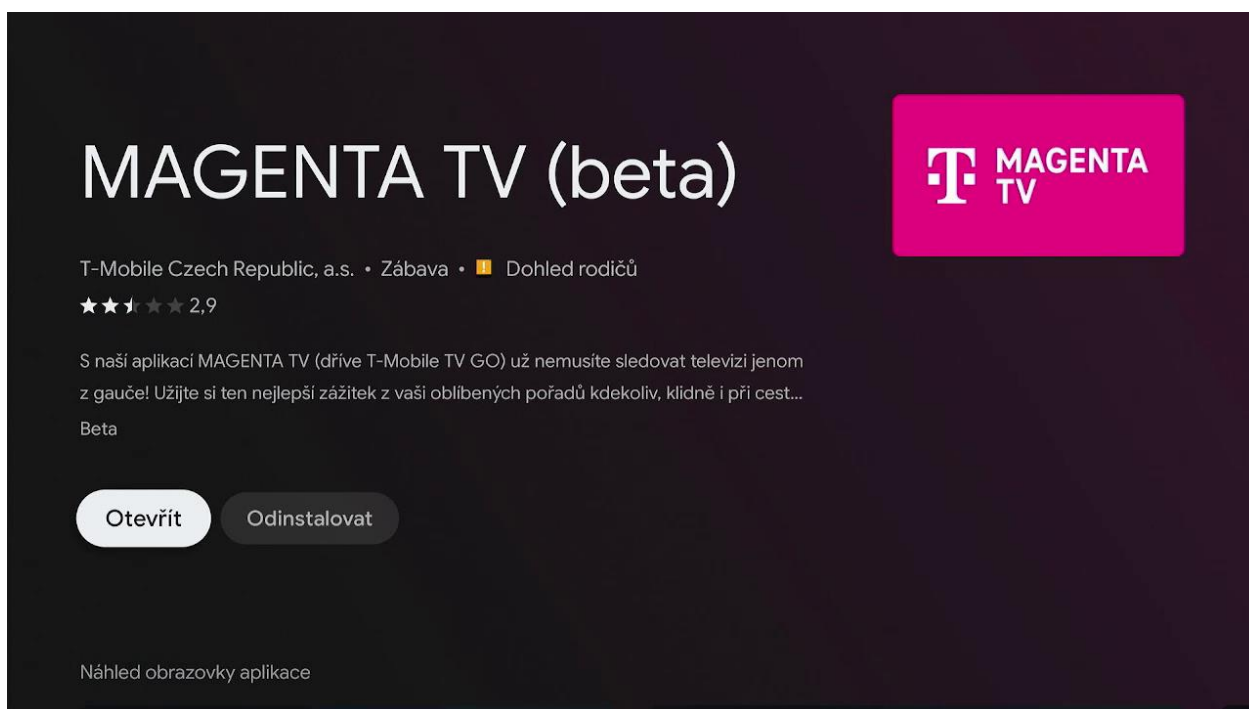 MAGENTA TV (beta)
T MAGENTA
TV
T-Mobile Czech Republic, a.s. • Zábava • ! Dohled rodičů
2,9
S naší aplikací MAGENTA TV (dříve T-Mobile TV GO) už nemusíte sledovat televizi jenom
z gauče! Užijte si ten nejlepší zážitek z vaši oblíbených pořadů kdekoliv, klidně i při cest...
Beta
Otevřít
Odinstalovat
Náhled obrazovky aplikace